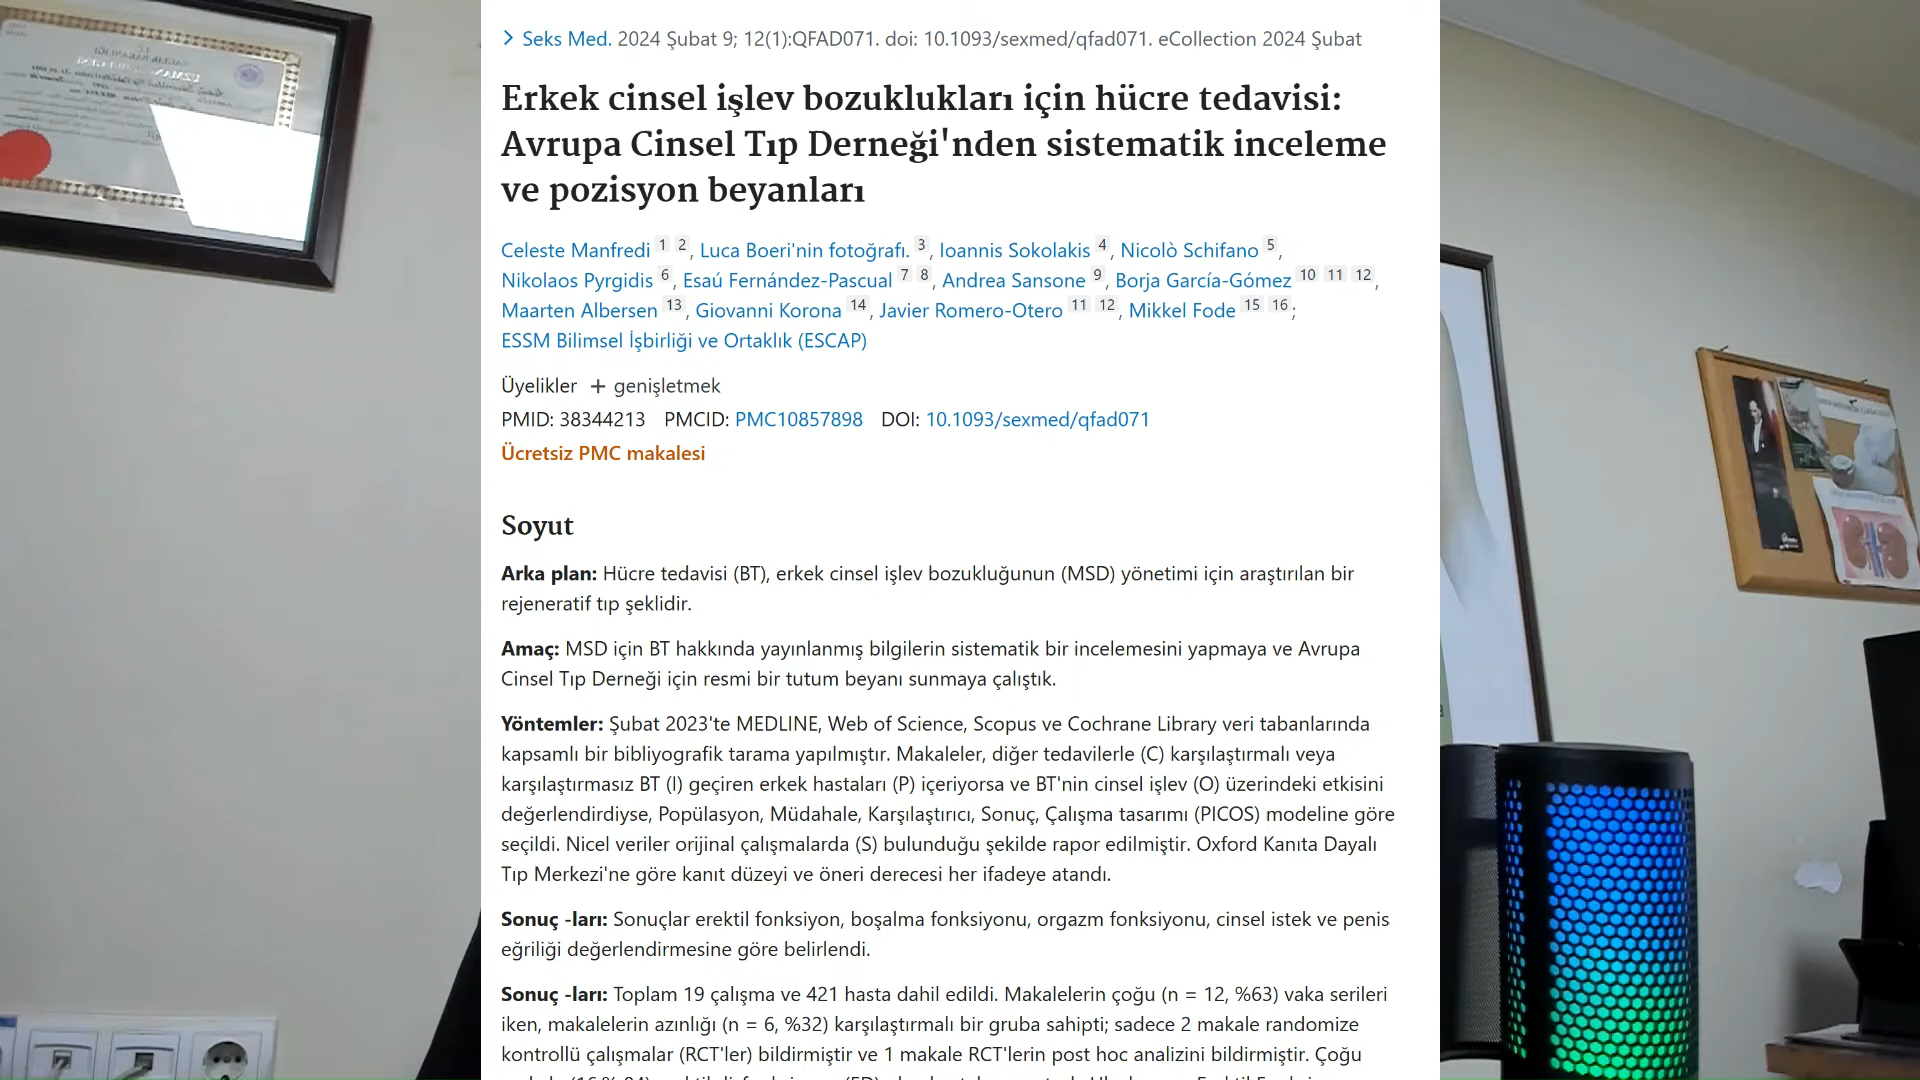 Seks Med. 2024 Şubat 9; 12(1):QFAD071. doi: 10.1093/sexmed/qfad071. eCollection 2024 Şubat
Erkek cinsel işlev bozuklukları için hücre tedavisi:
Avrupa Cinsel Tıp Derneği'nden sistematik inceleme
ve pozisyon beyanları
Celeste Manfredi 1 2, Luca Boeri'nin fotoğrafı. 3, Ioannis Sokolakis 4, Nicolò Schifano 5,
Nikolaos Pyrgidis 6, Esaú Fernández-Pascual 7 8, Andrea Sansone 9, Borja García-Gómez 10 11 12,
Maarten Albersen 13, Giovanni Korona 14, Javier Romero-Otero 11 12, Mikkel Fode 15 16;
ESSM Bilimsel İşbirliği ve Ortaklık (ESCAP)
Üyelikler + genişletmek
PMID: 38344213 PMCID: PMC10857898 DOI: 10.1093/sexmed/qfad071
Ücretsiz PMC makalesi
Soyut
Arka plan: Hücre tedavisi (BT), erkek cinsel işlev bozukluğunun (MSD) yönetimi için araştırılan bir
rejeneratif tıp şeklidir.
Amaç: MSD için BT hakkında yayınlanmış bilgilerin sistematik bir incelemesini yapmaya ve Avrupa
Cinsel Tıp Derneği için resmi bir tutum beyanı sunmaya çalıştık.
Yöntemler: Şubat 2023'te MEDLINE, Web of Science, Scopus ve Cochrane Library veri tabanlarında
kapsamlı bir bibliyografik tarama yapılmıştır. Makaleler, diğer tedavilerle (C) karşılaştırmalı veya
karşılaştırmasız BT (I) geçiren erkek hastaları (P) içeriyorsa ve BT'nin cinsel işlev (O) üzerindeki etkisini
değerlendirdiyse, Popülasyon, Müdahale, Karşılaştırıcı, Sonuç, Çalışma tasarımı (PICOS) modeline göre
seçildi. Nicel veriler orijinal çalışmalarda (S) bulunduğu şekilde rapor edilmiştir. Oxford Kanıta Dayalı
Tıp Merkezi'ne göre kanıt düzeyi ve öneri derecesi her ifadeye atandı.
Sonuç -ları: Sonuçlar erektil fonksiyon, boşalma fonksiyonu, orgazm fonksiyonu, cinsel istek ve penis
eğriliği değerlendirmesine göre belirlendi.
Sonuç -ları: Toplam 19 çalışma ve 421 hasta dahil edildi. Makalelerin çoğu (n = 12, %63) vaka serileri
iken, makalelerin azınlığı (n = 6, %32) karşılaştırmalı bir gruba sahipti; sadece 2 makale randomize
kontrollü çalışmalar (RCT'ler) bildirmiştir ve 1 makale RCT'lerin post hoc analizini bildirmiştir. Çoğu